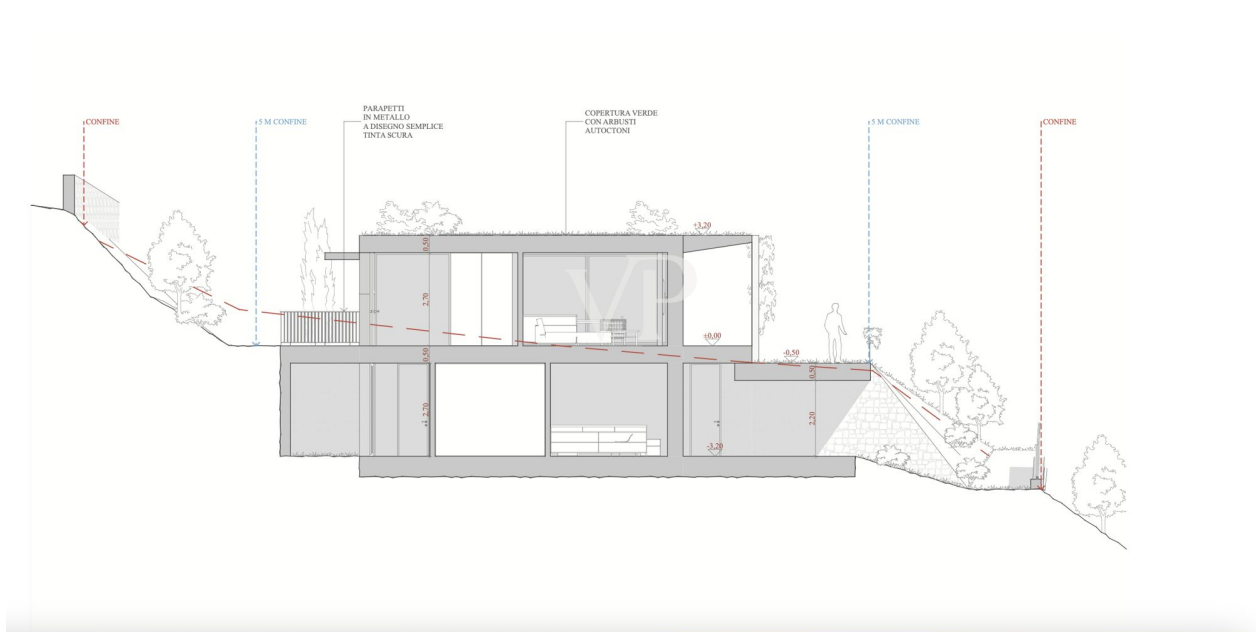 PARAPETTI
IN METALLO
A DISEGNO SEMPLICE
TINTA SCURA
COPERTURA VERDE
CON ARBUSTI
AUTOCTONI
CONFINE
5 M CONFINE
5 M CONFINE
CONFINE
+3,20
0,50
2,70
±0,00
-0,50
0,50
0,50
2,70
2,20
-3,20
VP